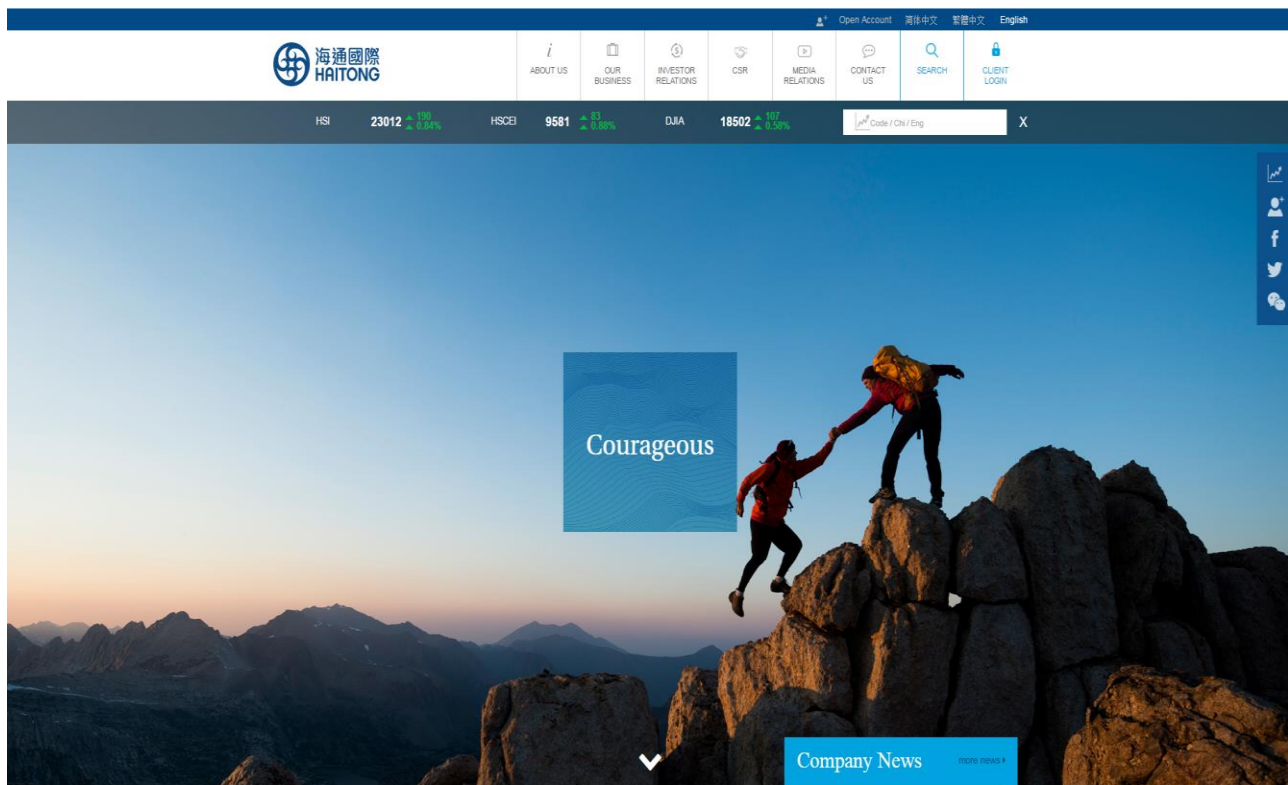 Open Account 简体中文 繁體中文 English
海通國際
HAITONG
i
ABOUT US
OUR
BUSINESS
INVESTOR
RELATIONS
CSR
MEDIA
RELATIONS
CONTACT
US
SEARCH
CLIENT
LOGIN
HSI 23012 ▲ 190 ▲ 0.84%
HSCEI 9581 ▲ 83 ▲ 0.88%
DJIA 18502 ▲ 107 ▲ 0.58%
Code / Chi / Eng
X
Courageous
Company News more news